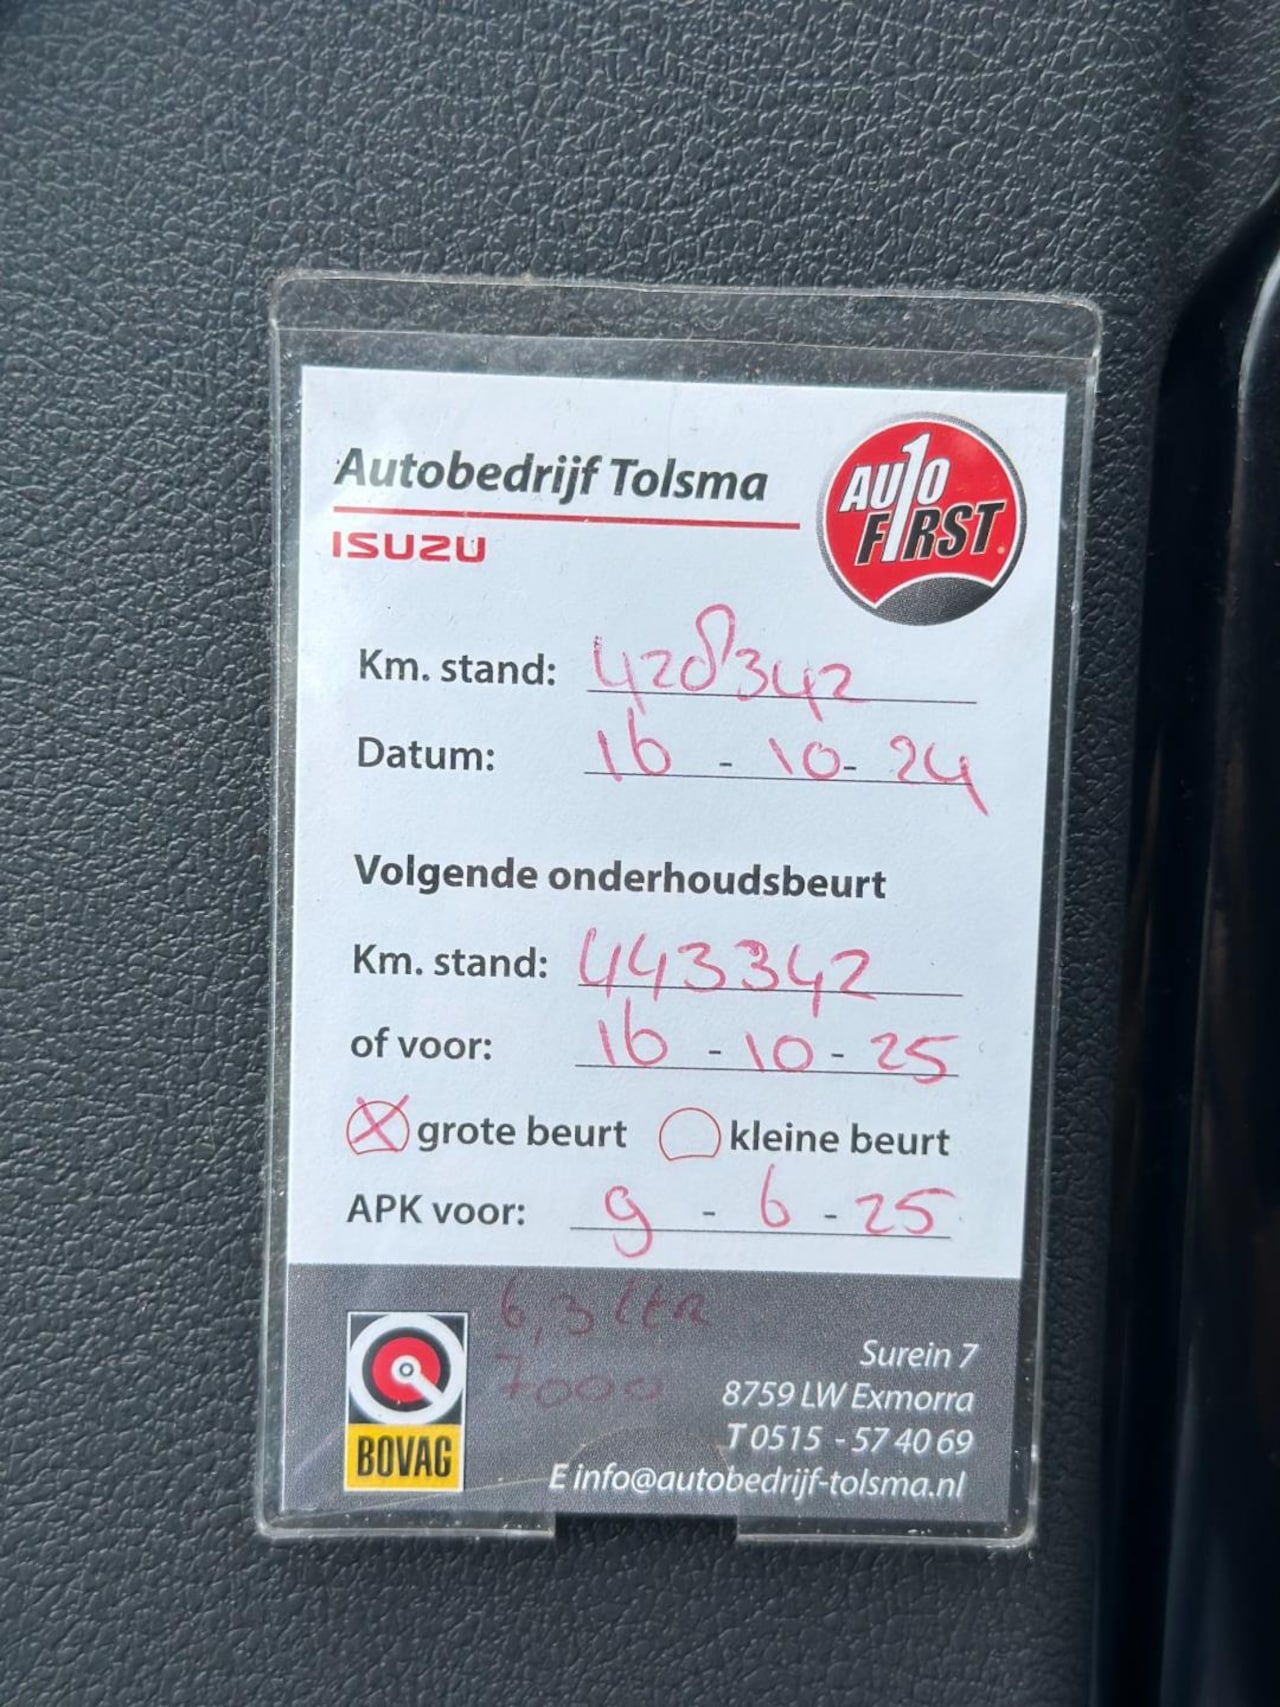 Autobedrijf Tolsma
ISUZU
AUTO
FIRST
Km. stand: 428342
Datum: 16 - 10 - 24
Volgende onderhoudsbeurt
Km. stand: 443342
of voor: 16 - 10 - 25
grote beurt kleine beurt
APK voor: 9 - 6 - 25
6,3 ltr
7000
BOVAG
Surein 7
8759 LW Exmorra
T 0515 - 57 40 69
E info@autobedrijf-tolsma.nl